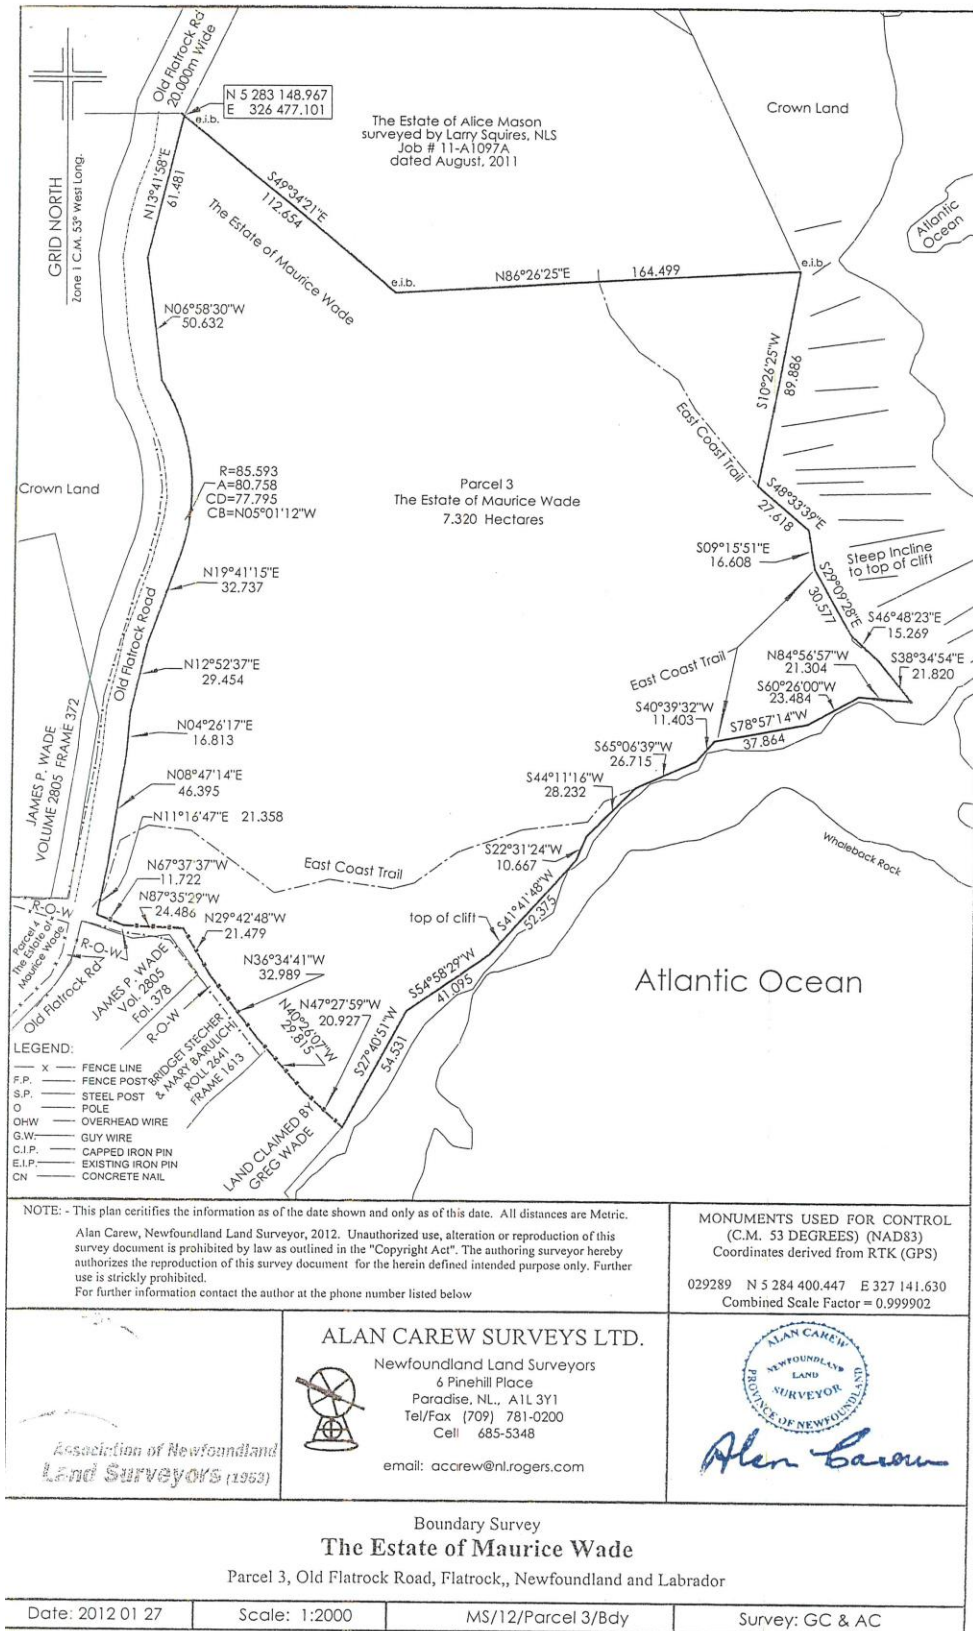 Old Flatrock Rd
20.000m Wide
N 5 283 148.967
E 326 477.101
e.i.b.
The Estate of Alice Mason
surveyed by Larry Squires, NLS
Job # 11-A1097A
dated August, 2011
Crown Land
Atlantic
Ocean
GRID NORTH
Zone 1 C.M. 53° West Long.
N13°41'58"E
61.481
S49°34'21"E
112.654
The Estate of Maurice Wade
e.i.b.
N86°26'25"E 164.499
e.i.b.
N06°58'30"W
50.632
S10°26'25"W
89.886
East Coast Trail
R=85.593
A=80.758
CD=77.795
CB=N05°01'12"W
Crown Land
Parcel 3
The Estate of Maurice Wade
7.320 Hectares
S48°33'39"E
27.618
S09°15'51"E
16.608
Steep Incline
to top of clift
S29°09'28"E
30.577
N19°41'15"E
32.737
Old Flatrock Road
S46°48'23"E
15.269
N84°56'57"W
21.304
S38°34'54"E
21.820
East Coast Trail
S60°26'00"W
23.484
N12°52'37"E
29.454
S40°39'32"W
11.403
S78°57'14"W
37.864
JAMES P. WADE
VOLUME 2805 FRAME 372
N04°26'17"E
16.813
S65°06'39"W
26.715
N08°47'14"E
46.395
S44°11'16"W
28.232
N11°16'47"E 21.358
S22°31'24"W
10.667
Whaleback Rock
N67°37'37"W
11.722
East Coast Trail
N87°35'29"W
24.486
S41°41'48"W
52.375
R-O-W
N29°42'48"W
21.479
top of clift
Parcel 4
The Estate of
Maurice Wade
R-O-W
N36°34'41"W
32.989
S54°58'29"W
41.095
Atlantic Ocean
Old Flatrock Rd
JAMES P. WADE
Vol. 2805
Fol. 378
R-O-W
N40°26'07"W
29.815
N47°27'59"W
20.927
S27°40'51"W
54.531
BRIDGET STECHER
& MARY BARULICHI
ROLL 2641
FRAME 1613
LAND CLAIMED BY
GREG WADE
LEGEND:
X FENCE LINE
F.P. FENCE POST
S.P. STEEL POST
O POLE
OHW OVERHEAD WIRE
G.W. GUY WIRE
C.I.P. CAPPED IRON PIN
E.I.P. EXISTING IRON PIN
CN CONCRETE NAIL
NOTE: - This plan ceritifies the information as of the date shown and only as of this date. All distances are Metric.
Alan Carew, Newfoundland Land Surveyor, 2012. Unauthorized use, alteration or reproduction of this
survey document is prohibited by law as outlined in the "Copyright Act". The authoring surveyor hereby
authorizes the reproduction of this survey document for the herein defined intended purpose only. Further
use is strickly prohibited.
For further information contact the author at the phone number listed below
MONUMENTS USED FOR CONTROL
(C.M. 53 DEGREES) (NAD83)
Coordinates derived from RTK (GPS)
029289 N 5 284 400.447 E 327 141.630
Combined Scale Factor = 0.999902
Association of Newfoundland
Land Surveyors (1953)
ALAN CAREW SURVEYS LTD.
Newfoundland Land Surveyors
6 Pinehill Place
Paradise, NL., A1L 3Y1
Tel/Fax (709) 781-0200
Cell 685-5348
email: accarew@nl.rogers.com
ALAN CAREW
NEWFOUNDLAND
LAND
SURVEYOR
PROVINCE OF NEWFOUNDLAND
Alan Carew
Boundary Survey
The Estate of Maurice Wade
Parcel 3, Old Flatrock Road, Flatrock,, Newfoundland and Labrador
Date: 2012 01 27
Scale: 1:2000
MS/12/Parcel 3/Bdy
Survey: GC & AC